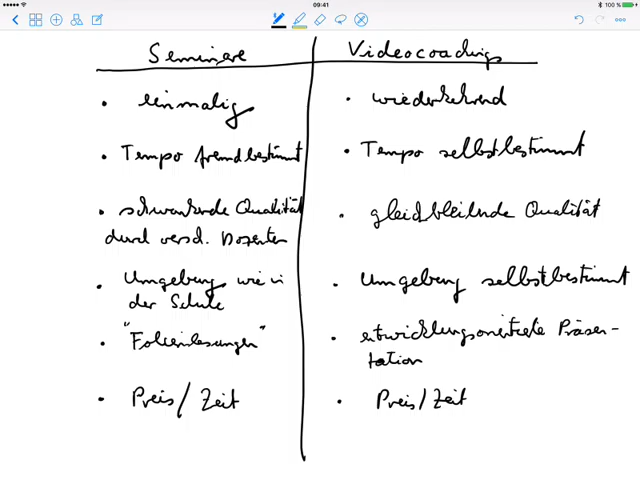 09:41
100 %
Seminare
Videocoachings
• einmalig
• wiederkehrend
• Tempo fremdbestimmt
• Tempo selbstbestimmt
• schwankende Qualität
durch versch. Dozenten
• gleichbleibende Qualität
• Umgebung wie in
der Schule
• Umgebung selbstbestimmt
• "Folienlesungen"
• entwicklungsorientierte Präsen-
tation
• Preis/Zeit
• Preis/Zeit